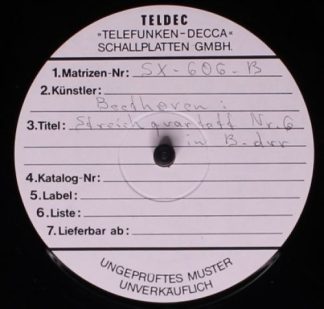 TELDEC
»TELEFUNKEN-DECCA«
SCHALLPLATTEN GMBH.
1. Matrizen-Nr: SX-606-B
2. Künstler:
Beethoven:
3. Titel: Streichquartett Nr. 6
in B-dur
4. Katalog-Nr:
5. Label:
6. Liste:
7. Lieferbar ab:
UNGEPRÜFTES MUSTER
UNVERKÄUFLICH